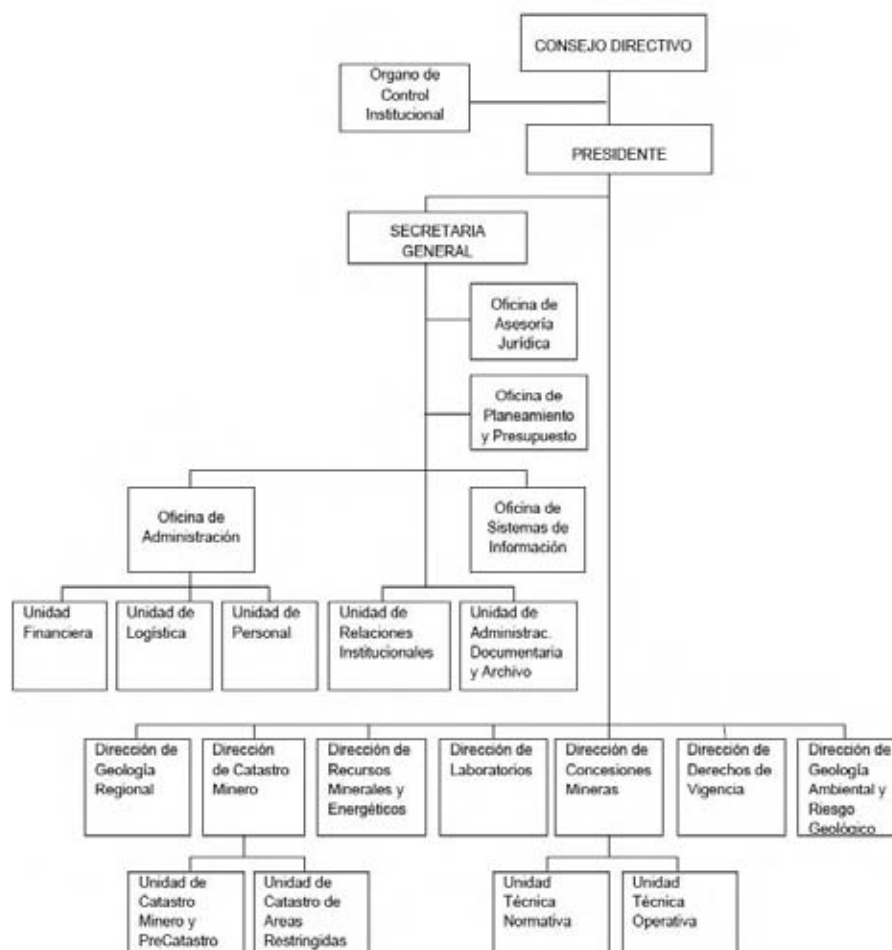 CONSEJO DIRECTIVO
Organo de
Control
Institucional
PRESIDENTE
SECRETARIA
GENERAL
Oficina de
Asesoría
Jurídica
Oficina de
Planeamiento
y Presupuesto
Oficina de
Administración
Oficina de
Sistemas de
Información
Unidad
Financiera
Unidad de
Logística
Unidad de
Personal
Unidad de
Relaciones
Institucionales
Unidad de
Administrac.
Documentaria
y Archivo
Dirección de
Geología
Regional
Dirección
de Catastro
Minero
Dirección de
Recursos
Minerales y
Energéticos
Dirección de
Laboratorios
Dirección de
Concesiones
Mineras
Dirección de
Derechos de
Vigencia
Dirección de
Geología
Ambiental y
Riesgo
Geológico
Unidad de
Catastro
Minero y
PreCatastro
Unidad de
Catastro de
Areas
Restringidas
Unidad
Técnica
Normativa
Unidad
Técnica
Operativa